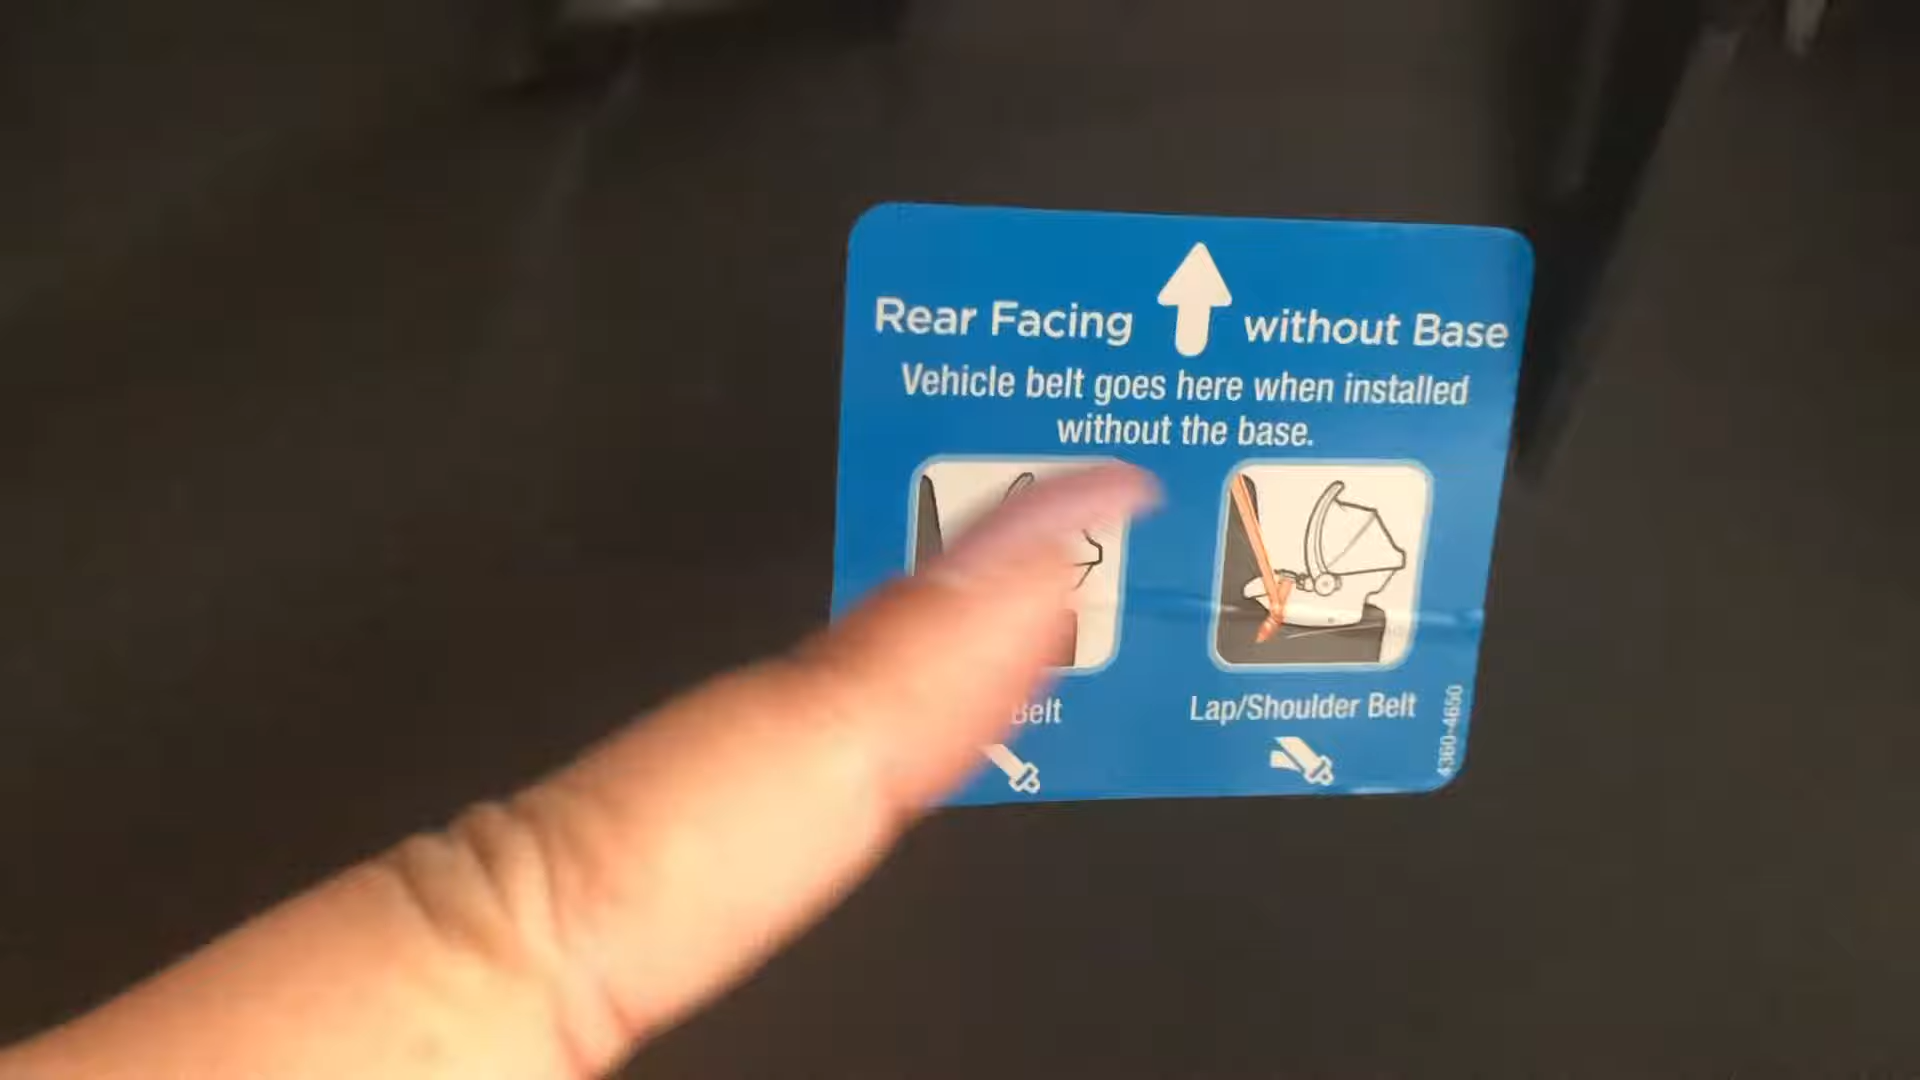 Rear Facing without Base
Vehicle belt goes here when installed
without the base.
Belt
Lap/Shoulder Belt
4360-4650